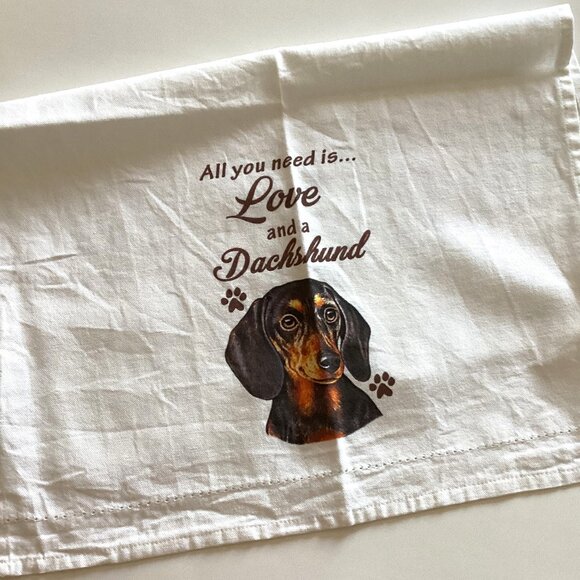 All you need is...
Love
and a
Dachshund